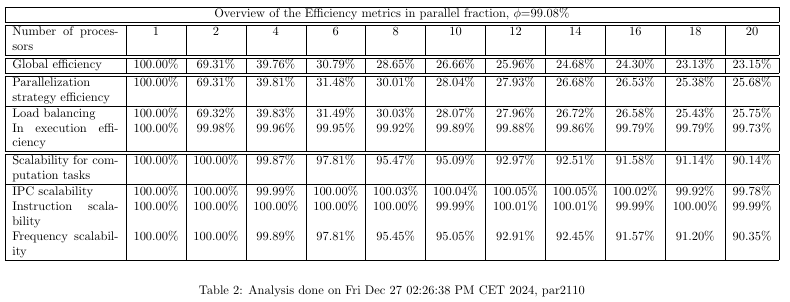 Overview of the Efficiency metrics in parallel fraction, ϕ=99.08%
Number of proces- 1 2 4 6 8 10 12 14 16 18 20
sors
Global efficiency 100.00% 69.31% 39.76% 30.79% 28.65% 26.66% 25.96% 24.68% 24.30% 23.13% 23.15%
Parallelization 100.00% 69.31% 39.81% 31.48% 30.01% 28.04% 27.93% 26.68% 26.53% 25.38% 25.68%
strategy efficiency
Load balancing 100.00% 69.32% 39.83% 31.49% 30.03% 28.07% 27.96% 26.72% 26.58% 25.43% 25.75%
In execution effi- 100.00% 99.98% 99.96% 99.95% 99.92% 99.89% 99.88% 99.86% 99.79% 99.79% 99.73%
ciency
Scalability for com- 100.00% 100.00% 99.87% 97.81% 95.47% 95.09% 92.97% 92.51% 91.58% 91.14% 90.14%
putation tasks
IPC scalability 100.00% 100.00% 99.99% 100.00% 100.03% 100.04% 100.05% 100.05% 100.02% 99.92% 99.78%
Instruction scala- 100.00% 100.00% 100.00% 100.00% 100.00% 99.99% 100.01% 100.01% 99.99% 100.00% 99.99%
bility
Frequency scalabil- 100.00% 100.00% 99.89% 97.81% 95.45% 95.05% 92.91% 92.45% 91.57% 91.20% 90.35%
ity
Table 2: Analysis done on Fri Dec 27 02:26:38 PM CET 2024, par2110